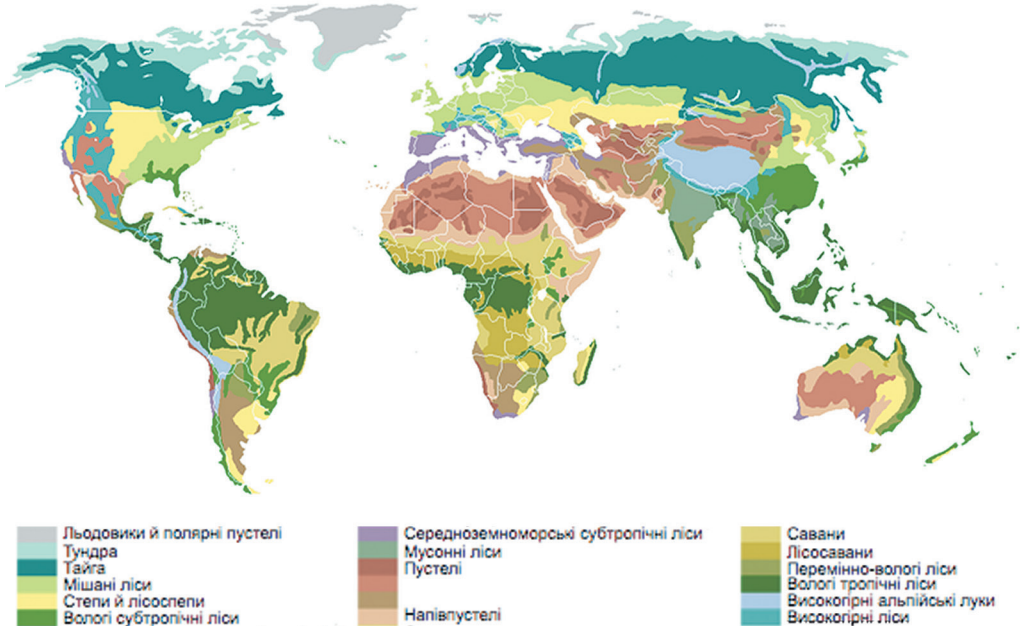 Льодовики й полярні пустелі
Тундра
Тайга
Мішані ліси
Степи й лісоспепи
Вологі субтропічні ліси
Середноземноморські субтропічні ліси
Мусонні ліси
Пустелі
Напівпустелі
Савани
Лісосавани
Перемінно-вологі ліси
Вологі тропічні ліси
Високогірні альпійські луки
Високогірні ліси